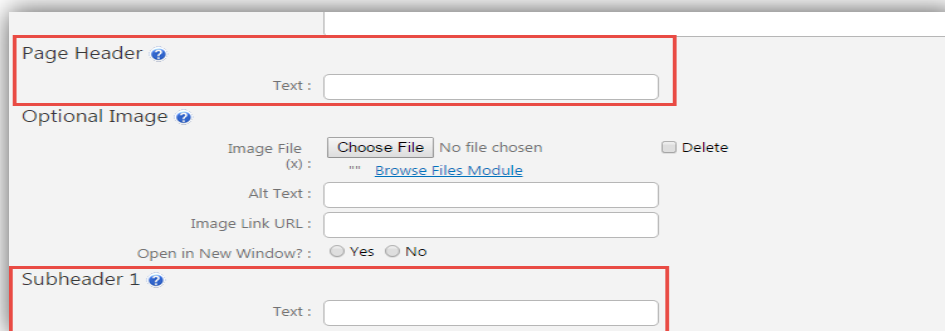 Page Header ?
Text :
Optional Image ?
Image File (x) : Choose File No file chosen Delete
"" Browse Files Module
Alt Text :
Image Link URL :
Open in New Window? : Yes No
Subheader 1 ?
Text :